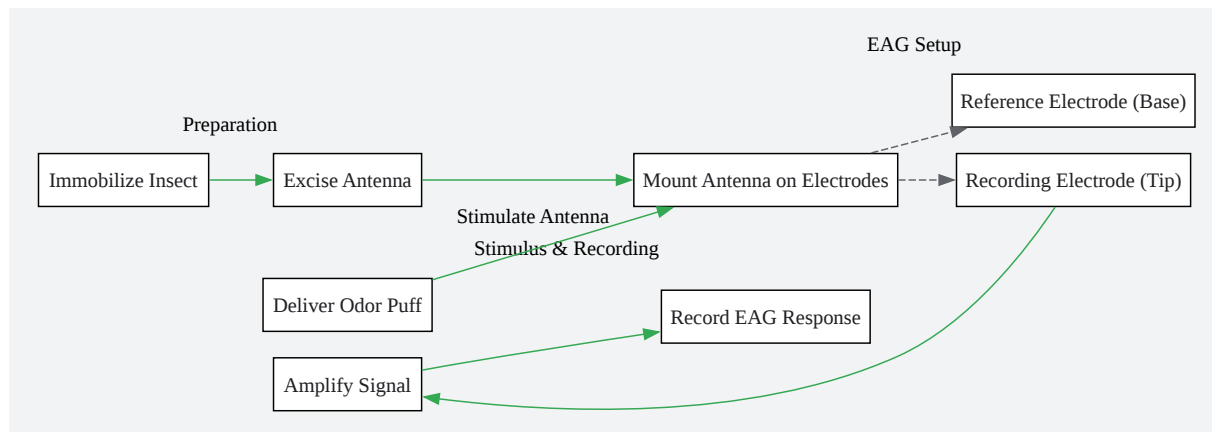 EAG Setup
Reference Electrode (Base)
Preparation
Immobilize Insect
Excise Antenna
Mount Antenna on Electrodes
Recording Electrode (Tip)
Stimulate Antenna
Stimulus & Recording
Deliver Odor Puff
Record EAG Response
Amplify Signal